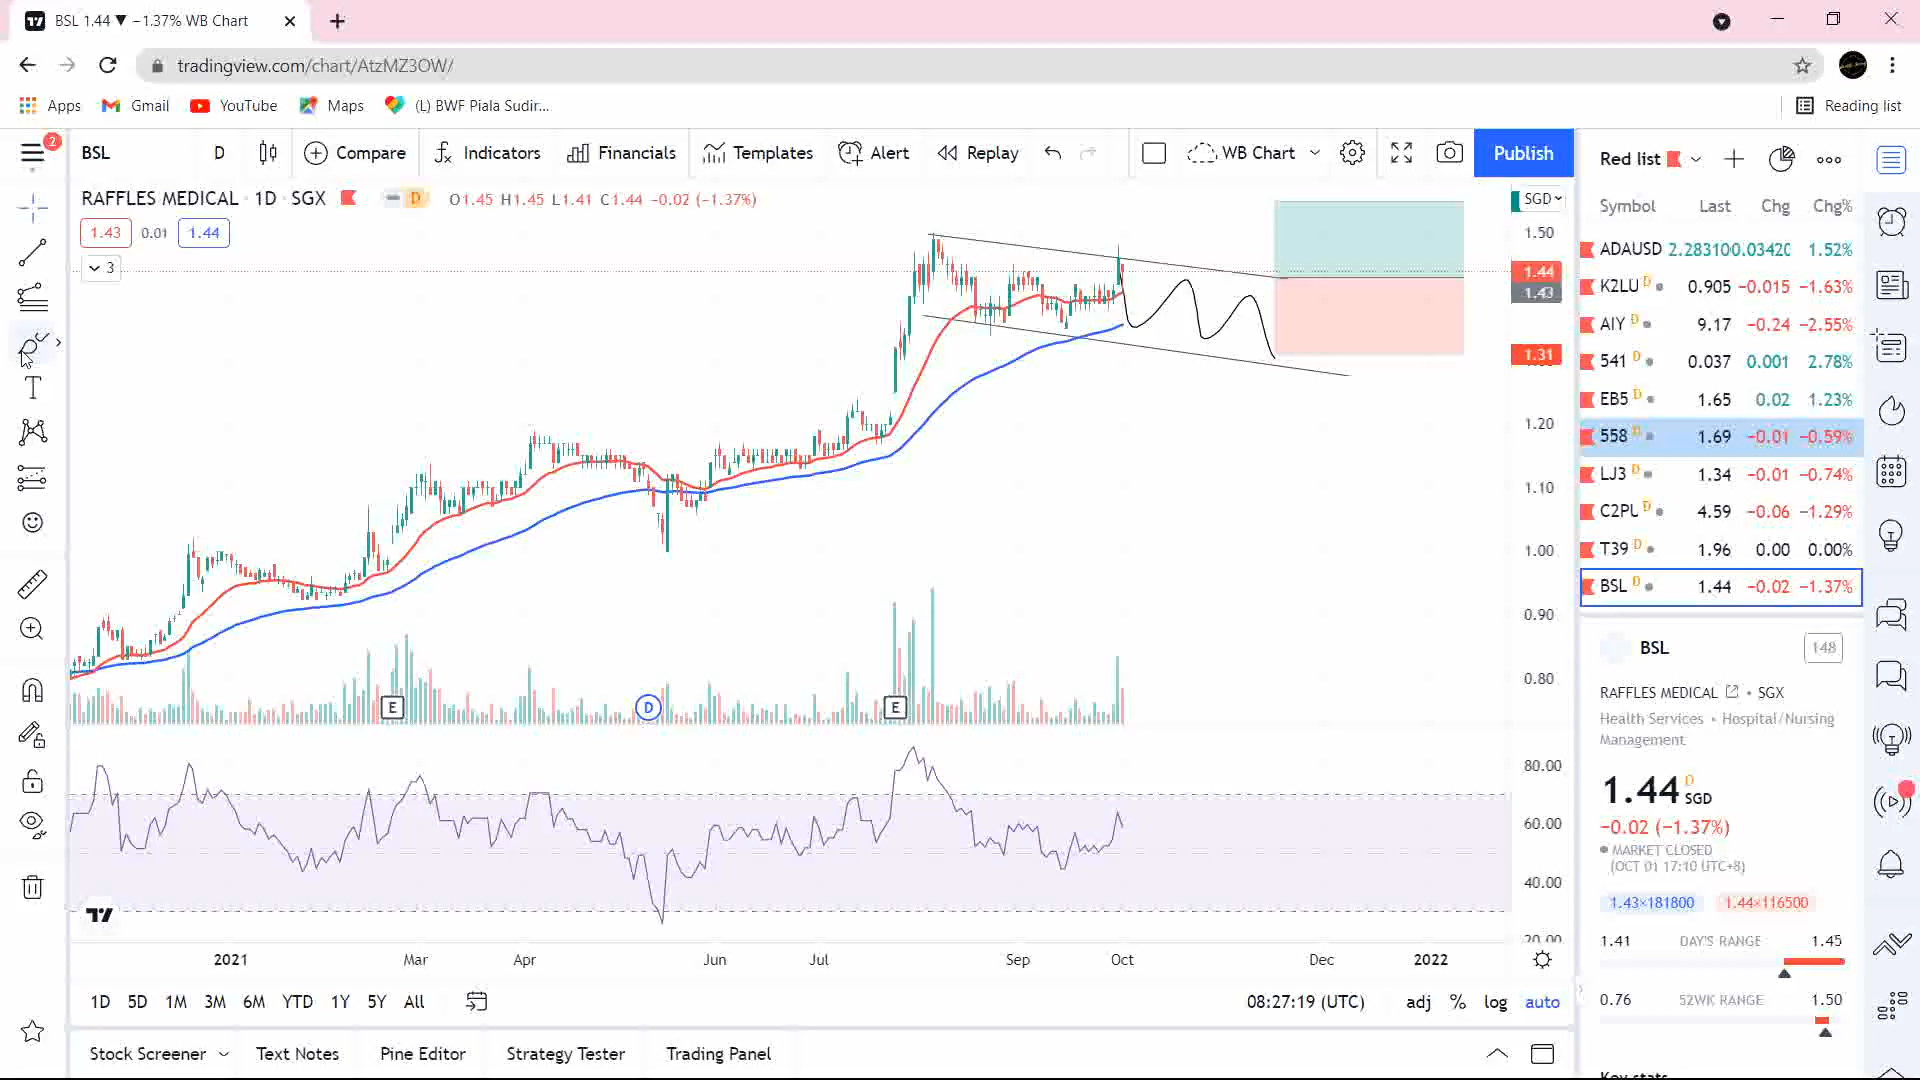 BSL 1.44 ▼ −1.37% WB Chart
tradingview.com/chart/AtzMZ3OW/
Apps Gmail YouTube Maps (L) BWF Piala Sudir... Reading list
2
BSL D Compare Indicators Financials Templates Alert Replay WB Chart Publish
RAFFLES MEDICAL · 1D · SGX D O1.45 H1.45 L1.41 C1.44 −0.02 (−1.37%)
1.43 0.01 1.44
3
SGD
1.50
1.44
1.43
1.31
1.20
1.10
1.00
0.90
0.80
E D E
80.00
60.00
40.00
20.00
2021 Mar Apr Jun Jul Sep Oct Dec 2022
1D 5D 1M 3M 6M YTD 1Y 5Y All 08:27:19 (UTC) adj % log auto
Stock Screener Text Notes Pine Editor Strategy Tester Trading Panel
Red list
Symbol Last Chg Chg%
ADAUSD 2.283100.03420 1.52%
K2LU D 0.905 −0.015 −1.63%
AIY D 9.17 −0.24 −2.55%
541 D 0.037 0.001 2.78%
EB5 D 1.65 0.02 1.23%
558 D 1.69 −0.01 −0.59%
LJ3 D 1.34 −0.01 −0.74%
C2PU D 4.59 −0.06 −1.29%
T39 D 1.96 0.00 0.00%
BSL D 1.44 −0.02 −1.37%
BSL 148
RAFFLES MEDICAL • SGX
Health Services • Hospital/Nursing
Management
1.44 D SGD
−0.02 (−1.37%)
MARKET CLOSED
(OCT 01 17:10 UTC+8)
1.43×181800 1.44×116500
1.41 DAY'S RANGE 1.45
0.76 52WK RANGE 1.50
Key stats